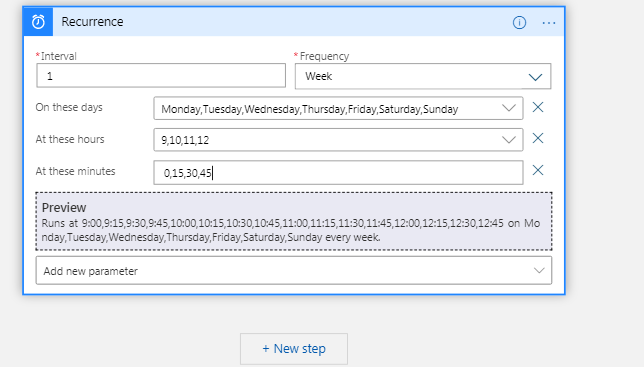 Recurrence
*Interval
*Frequency
1
Week
On these days
Monday,Tuesday,Wednesday,Thursday,Friday,Saturday,Sunday
At these hours
9,10,11,12
At these minutes
0,15,30,45
Preview
Runs at 9:00,9:15,9:30,9:45,10:00,10:15,10:30,10:45,11:00,11:15,11:30,11:45,12:00,12:15,12:30,12:45 on Mo
nday,Tuesday,Wednesday,Thursday,Friday,Saturday,Sunday every week.
Add new parameter
+ New step